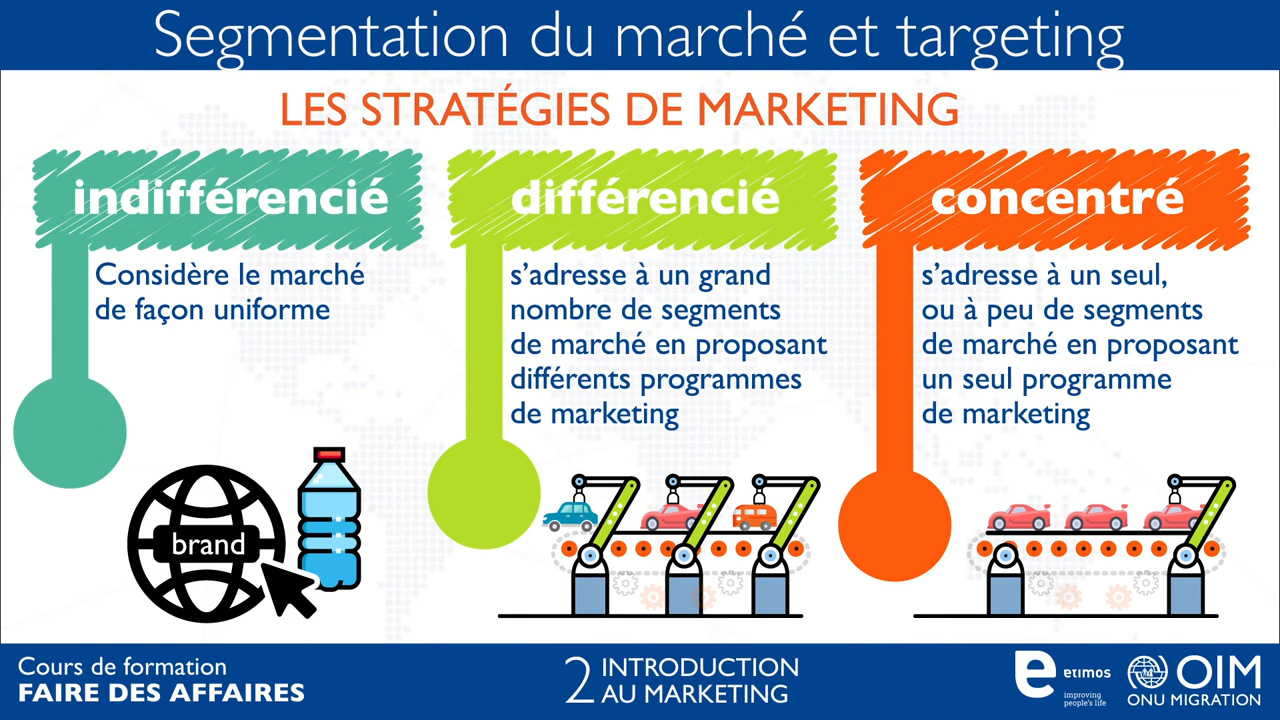 Segmentation du marché et targeting
LES STRATÉGIES DE MARKETING
indifférencié
Considère le marché
de façon uniforme
brand
différencié
s’adresse à un grand
nombre de segments
de marché en proposant
différents programmes
de marketing
concentré
s’adresse à un seul,
ou à peu de segments
de marché en proposant
un seul programme
de marketing
Cours de formation
FAIRE DES AFFAIRES
2 INTRODUCTION
AU MARKETING
e etimos
improving
people's life
OIM
ONU MIGRATION